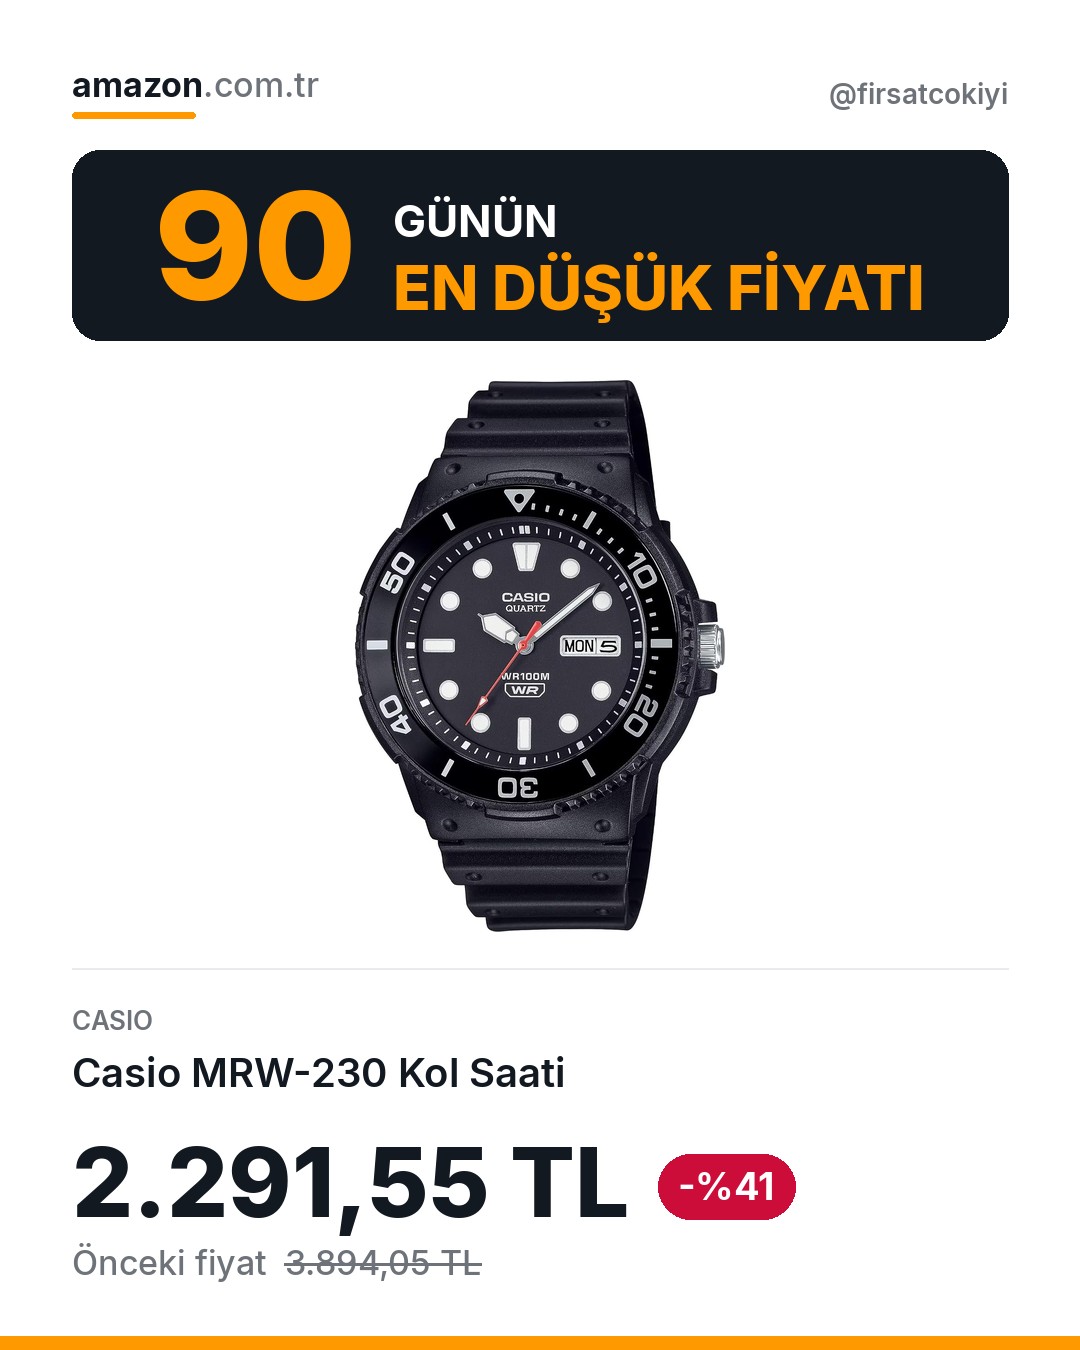 amazon.com.tr
@firsatcokiyi
90
GÜNÜN
EN DÜŞÜK FİYATI
10
50
CASIO
QUARTZ
MON 5
WR100M
WR
40
20
30
CASIO
Casio MRW-230 Kol Saati
2.291,55 TL
-%41
Önceki fiyat 3.894,05 TL